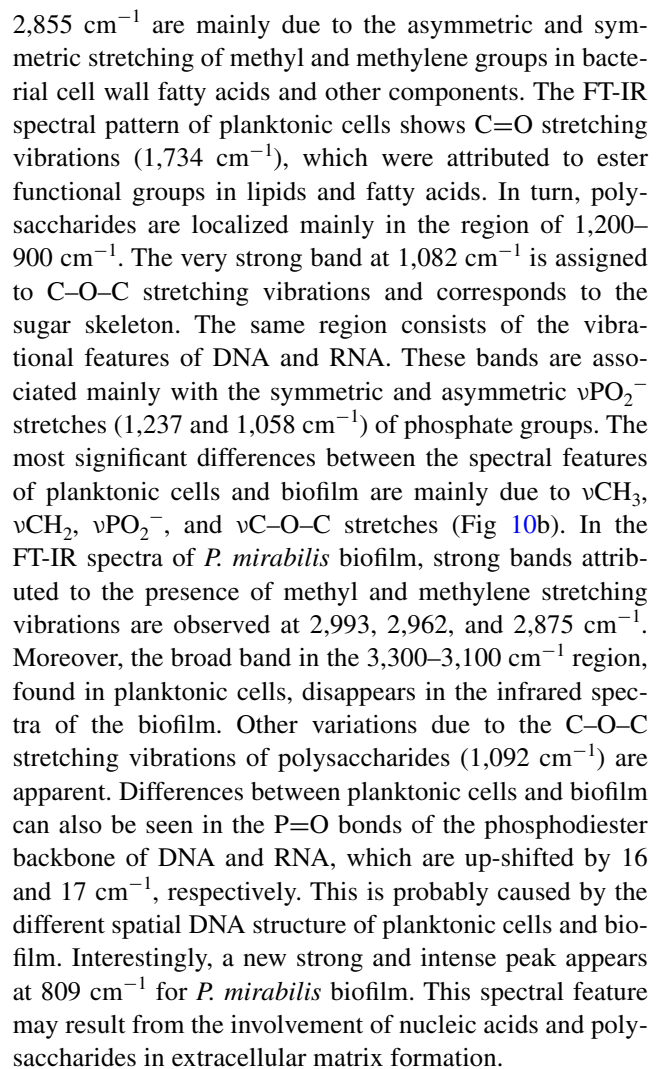 2,855 cm⁻¹ are mainly due to the asymmetric and sym-
metric stretching of methyl and methylene groups in bacte-
rial cell wall fatty acids and other components. The FT-IR
spectral pattern of planktonic cells shows C=O stretching
vibrations (1,734 cm⁻¹), which were attributed to ester
functional groups in lipids and fatty acids. In turn, poly-
saccharides are localized mainly in the region of 1,200–
900 cm⁻¹. The very strong band at 1,082 cm⁻¹ is assigned
to C–O–C stretching vibrations and corresponds to the
sugar skeleton. The same region consists of the vibra-
tional features of DNA and RNA. These bands are asso-
ciated mainly with the symmetric and asymmetric νPO₂⁻
stretches (1,237 and 1,058 cm⁻¹) of phosphate groups. The
most significant differences between the spectral features
of planktonic cells and biofilm are mainly due to νCH₃,
νCH₂, νPO₂⁻, and νC–O–C stretches (Fig 10b). In the
FT-IR spectra of P. mirabilis biofilm, strong bands attrib-
uted to the presence of methyl and methylene stretching
vibrations are observed at 2,993, 2,962, and 2,875 cm⁻¹.
Moreover, the broad band in the 3,300–3,100 cm⁻¹ region,
found in planktonic cells, disappears in the infrared spec-
tra of the biofilm. Other variations due to the C–O–C
stretching vibrations of polysaccharides (1,092 cm⁻¹) are
apparent. Differences between planktonic cells and biofilm
can also be seen in the P=O bonds of the phosphodiester
backbone of DNA and RNA, which are up-shifted by 16
and 17 cm⁻¹, respectively. This is probably caused by the
different spatial DNA structure of planktonic cells and bio-
film. Interestingly, a new strong and intense peak appears
at 809 cm⁻¹ for P. mirabilis biofilm. This spectral feature
may result from the involvement of nucleic acids and poly-
saccharides in extracellular matrix formation.